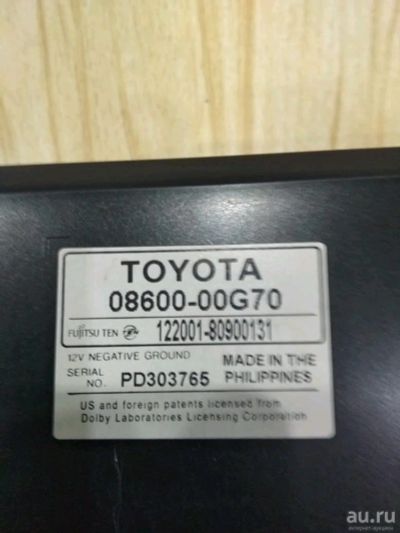 TOYOTA
08600-00G70
FUJITSU TEN 122001-80900131
12V NEGATIVE GROUND
SERIAL NO. PD303765
MADE IN THE PHILIPPINES
US and foreign patents licensed from
Dolby Laboratories Licensing Corporation
au.ru